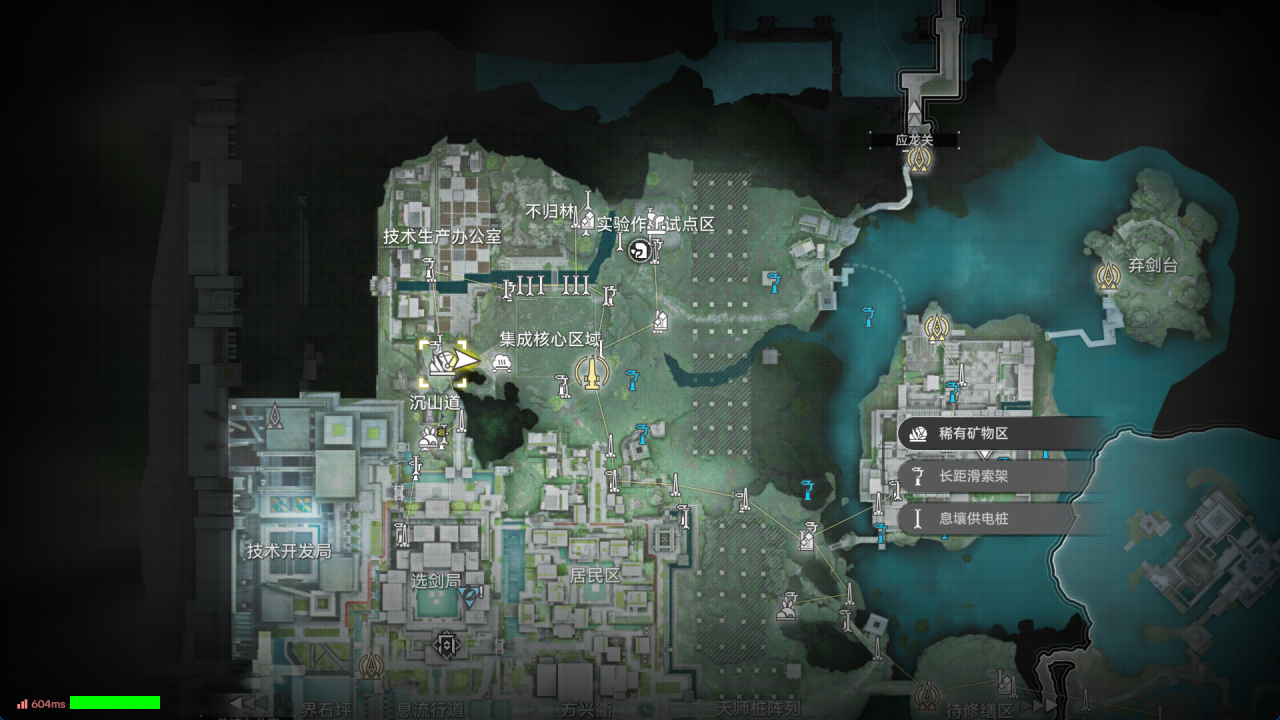 应龙关
不归林
实验作
试点区
技术生产办公室
弃剑台
集成核心区域
沉山道
稀有矿物区
长距滑索架
息壤供电桩
技术开发局
选剑局
居民区
604ms
界石坪
息流行道
方兴衢
天师桩阵列
待修缮区